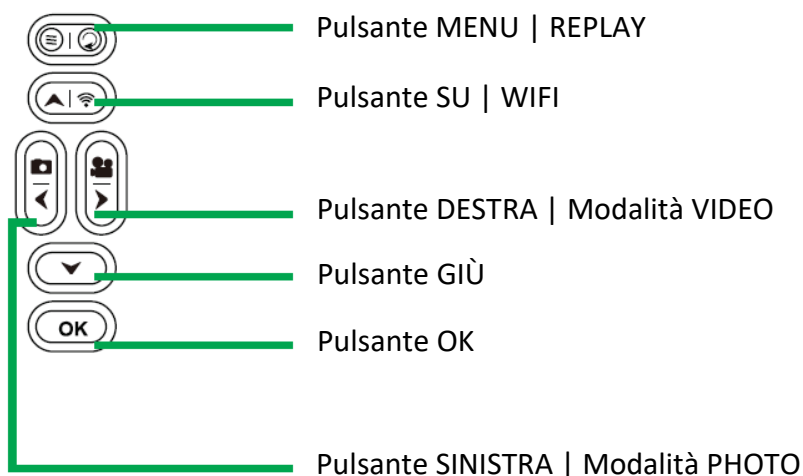 Pulsante MENU | REPLAY
Pulsante SU | WIFI
Pulsante DESTRA | Modalità VIDEO
Pulsante GIÙ
OK
Pulsante OK
Pulsante SINISTRA | Modalità PHOTO